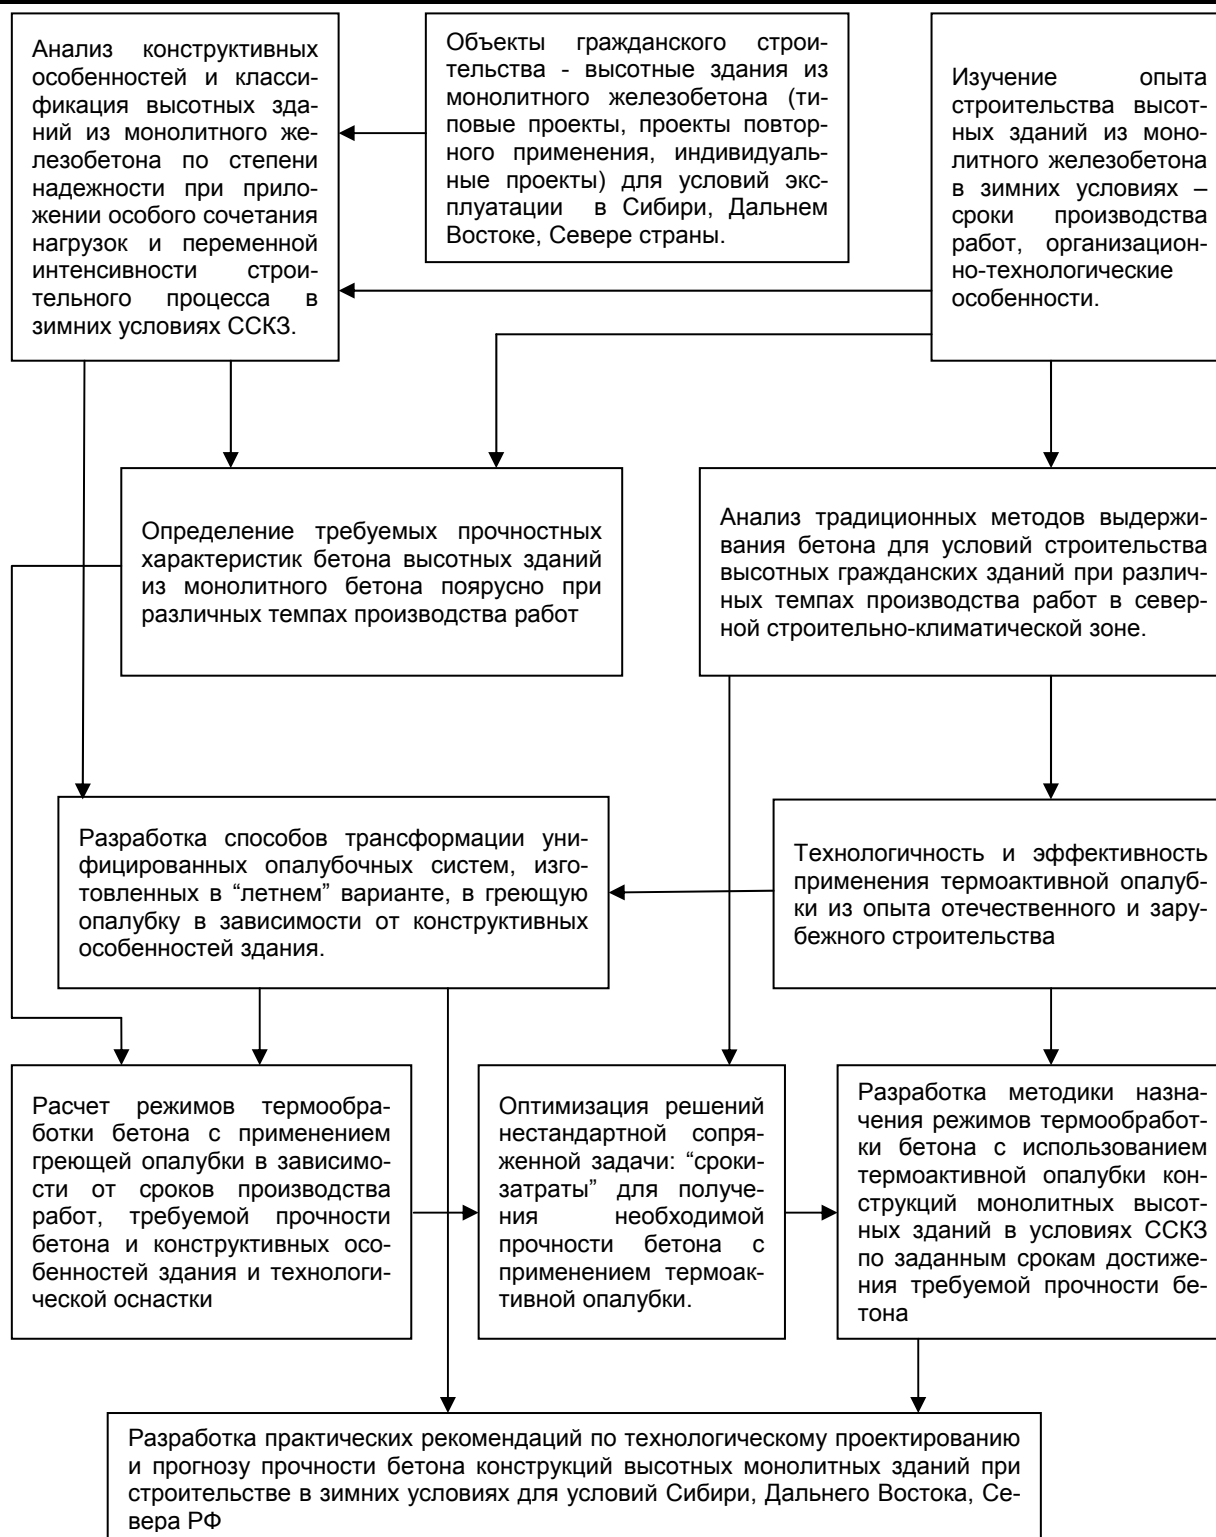 Анализ конструктивных
особенностей и класси-
фикация высотных зда-
ний из монолитного же-
лезобетона по степени
надежности при прило-
жении особого сочетания
нагрузок и переменной
интенсивности строи-
тельного процесса в
зимних условиях ССКЗ.
Объекты гражданского строи-
тельства - высотные здания из
монолитного железобетона (ти-
повые проекты, проекты повтор-
ного применения, индивидуаль-
ные проекты) для условий экс-
плуатации в Сибири, Дальнем
Востоке, Севере страны.
Изучение опыта
строительства высот-
ных зданий из моно-
литного железобетона
в зимних условиях –
сроки производства
работ, организацион-
но-технологические
особенности.
Определение требуемых прочностных
характеристик бетона высотных зданий
из монолитного бетона поярусно при
различных темпах производства работ
Анализ традиционных методов выдержи-
вания бетона для условий строительства
высотных гражданских зданий при различ-
ных темпах производства работ в север-
ной строительно-климатической зоне.
Разработка способов трансформации уни-
фицированных опалубочных систем, изго-
товленных в “летнем” варианте, в греющую
опалубку в зависимости от конструктивных
особенностей здания.
Технологичность и эффективность
применения термоактивной опалуб-
ки из опыта отечественного и зару-
бежного строительства
Расчет режимов термообра-
ботки бетона с применением
греющей опалубки в зависимо-
сти от сроков производства
работ, требуемой прочности
бетона и конструктивных осо-
бенностей здания и технологи-
ческой оснастки
Оптимизация решений
нестандартной сопря-
женной задачи: “сроки-
затраты” для получе-
ния необходимой
прочности бетона с
применением термоак-
тивной опалубки.
Разработка методики назна-
чения режимов термообработ-
ки бетона с использованием
термоактивной опалубки кон-
струкций монолитных высот-
ных зданий в условиях ССКЗ
по заданным срокам достиже-
ния требуемой прочности бе-
тона
Разработка практических рекомендаций по технологическому проектированию
и прогнозу прочности бетона конструкций высотных монолитных зданий при
строительстве в зимних условиях для условий Сибири, Дальнего Востока, Се-
вера РФ